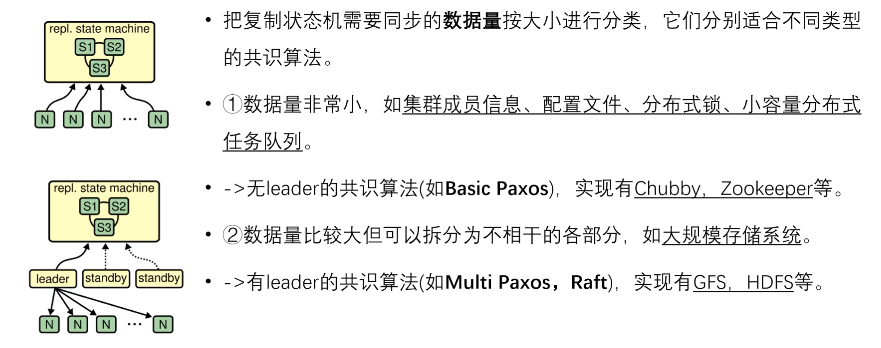 repl. state machine
S1 S2
S3
N N N ··· N
repl. state machine
S1 S2
S3
leader standby standby
N N N ··· N
• 把复制状态机需要同步的数据量按大小进行分类，它们分别适合不同类型
的共识算法。
• ①数据量非常小，如集群成员信息、配置文件、分布式锁、小容量分布式
任务队列。
• ->无leader的共识算法(如Basic Paxos)，实现有Chubby，Zookeeper等。
• ②数据量比较大但可以拆分为不相干的各部分，如大规模存储系统。
• ->有leader的共识算法(如Multi Paxos，Raft)，实现有GFS，HDFS等。